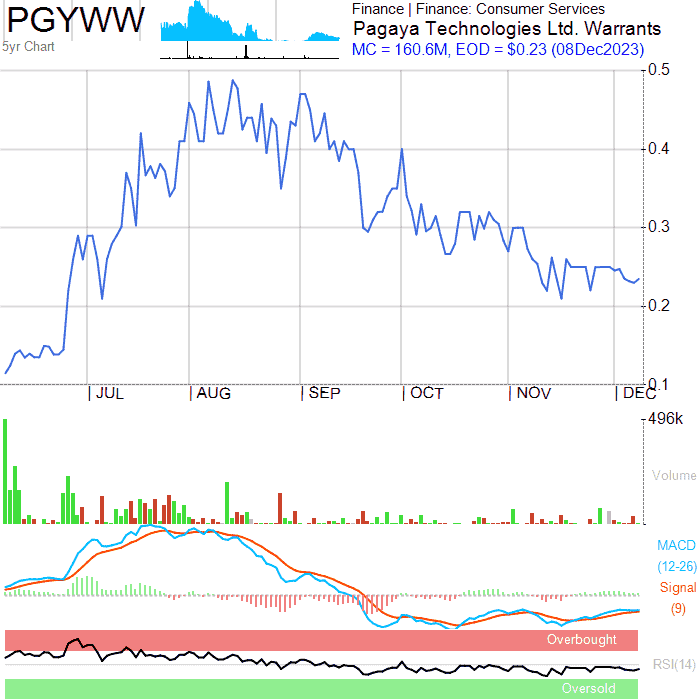 PGYWW
5yr Chart
Finance | Finance: Consumer Services
Pagaya Technologies Ltd. Warrants
MC = 160.6M, EOD = $0.23 (08Dec2023)
0.5
0.4
0.3
0.2
0.1
JUL AUG SEP OCT NOV DEC
496K
Volume
MACD
(12-26)
Signal
(9)
Overbought
RSI(14)
Oversold